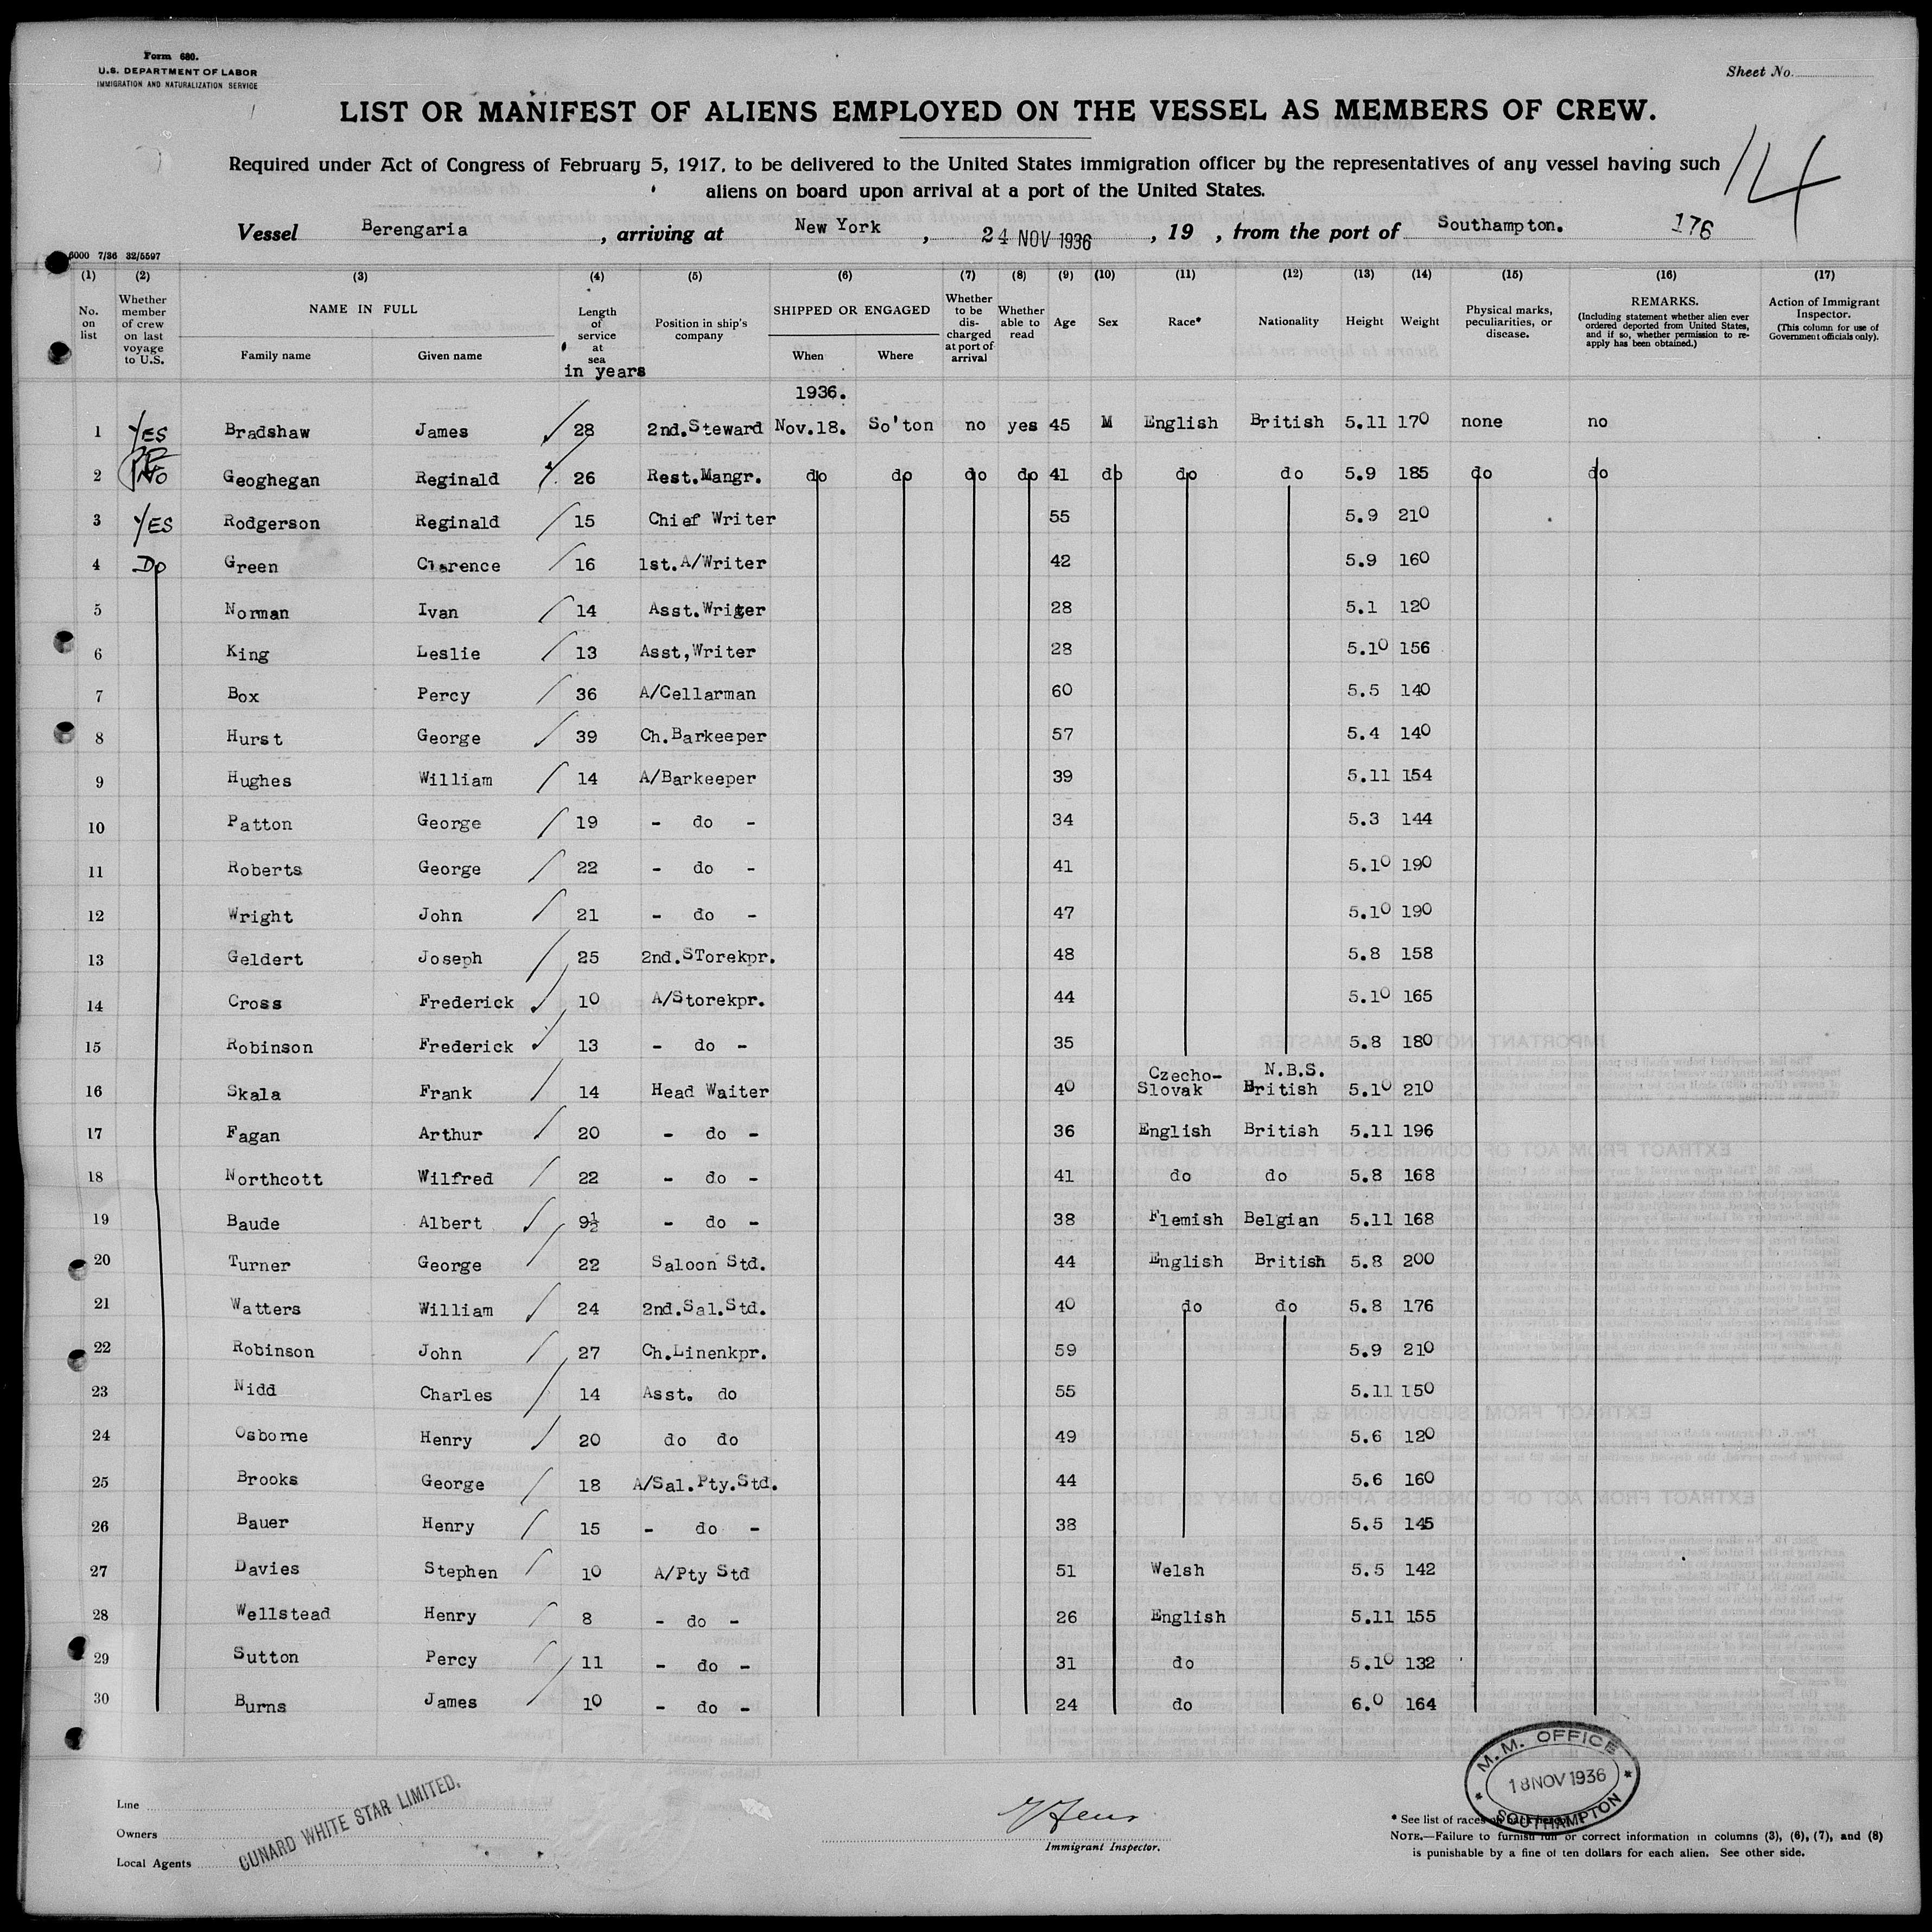 Form 680.
U.S. DEPARTMENT OF LABOR
IMMIGRATION AND NATURALIZATION SERVICE
Sheet No.
LIST OR MANIFEST OF ALIENS EMPLOYED ON THE VESSEL AS MEMBERS OF CREW.
14
Required under Act of Congress of February 5, 1917, to be delivered to the United States immigration officer by the representatives of any vessel having such
aliens on board upon arrival at a port of the United States.
Vessel Berengaria, arriving at New York, 24 NOV 1936, 19 , from the port of Southampton. 176
6000 7/36 32/5597
(1) (2) (3) (4) (5) (6) (7) (8) (9) (10) (11) (12) (13) (14) (15) (16) (17)
No. on list
Whether member of crew on last voyage to U.S.
NAME IN FULL
Family name Given name
Length of service at sea in years
Position in ship's company
SHIPPED OR ENGAGED
When Where
Whether to be discharged at port of arrival
Whether able to read
Age Sex Race* Nationality Height Weight
Physical marks, peculiarities, or disease.
REMARKS.
(Including statement whether alien ever ordered deported from United States, and if so, whether permission to reapply has been obtained.)
Action of Immigrant Inspector.
(This column for use of Government officials only).
1936.
1 YES Bradshaw James 28 2nd.Steward Nov.18. So'ton no yes 45 M English British 5.11 170 none no
2 NO Geoghegan Reginald 26 Rest.Mangr. do do do do 41 do do do 5.9 185 do do
3 YES Rodgerson Reginald 15 Chief Writer 55 5.9 210
4 Do Green Clarence 16 1st.A/Writer 42 5.9 160
5 Norman Ivan 14 Asst.Writer 28 5.1 120
6 King Leslie 13 Asst,Writer 28 5.10 156
7 Box Percy 36 A/Cellarman 60 5.5 140
8 Hurst George 39 Ch.Barkeeper 57 5.4 140
9 Hughes William 14 A/Barkeeper 39 5.11 154
10 Patton George 19 - do - 34 5.3 144
11 Roberts George 22 - do - 41 5.10 190
12 Wright John 21 - do - 47 5.10 190
13 Geldert Joseph 25 2nd.STorekpr. 48 5.8 158
14 Cross Frederick 10 A/Storekpr. 44 5.10 165
15 Robinson Frederick 13 - do - 35 5.8 180
16 Skala Frank 14 Head Waiter 40 Czecho-Slovak N.B.S. British 5.10 210
17 Fagan Arthur 20 - do - 36 English British 5.11 196
18 Northcott Wilfred 22 - do - 41 do do 5.8 168
19 Baude Albert 9½ - do - 38 Flemish Belgian 5.11 168
20 Turner George 22 Saloon Std. 44 English British 5.8 200
21 Watters William 24 2nd.Sal.Std. 40 do do 5.8 176
22 Robinson John 27 Ch.Linenkpr. 59 5.9 210
23 Nidd Charles 14 Asst. do 55 5.11 150
24 Osborne Henry 20 do do 49 5.6 120
25 Brooks George 18 A/Sal.Pty.Std. 44 5.6 160
26 Bauer Henry 15 - do - 38 5.5 145
27 Davies Stephen 10 A/Pty Std 51 Welsh 5.5 142
28 Wellstead Henry 8 - do - 26 English 5.11 155
29 Sutton Percy 11 - do - 31 do 5.10 132
30 Burns James 10 - do - 24 do 6.0 164
Line
Owners
Local Agents
CUNARD WHITE STAR LIMITED.
Immigrant Inspector.
M.M. OFFICE
18 NOV 1936
SOUTHAMPTON
* See list of races on back hereof.
NOTE.—Failure to furnish full or correct information in columns (3), (6), (7), and (8)
is punishable by a fine of ten dollars for each alien. See other side.